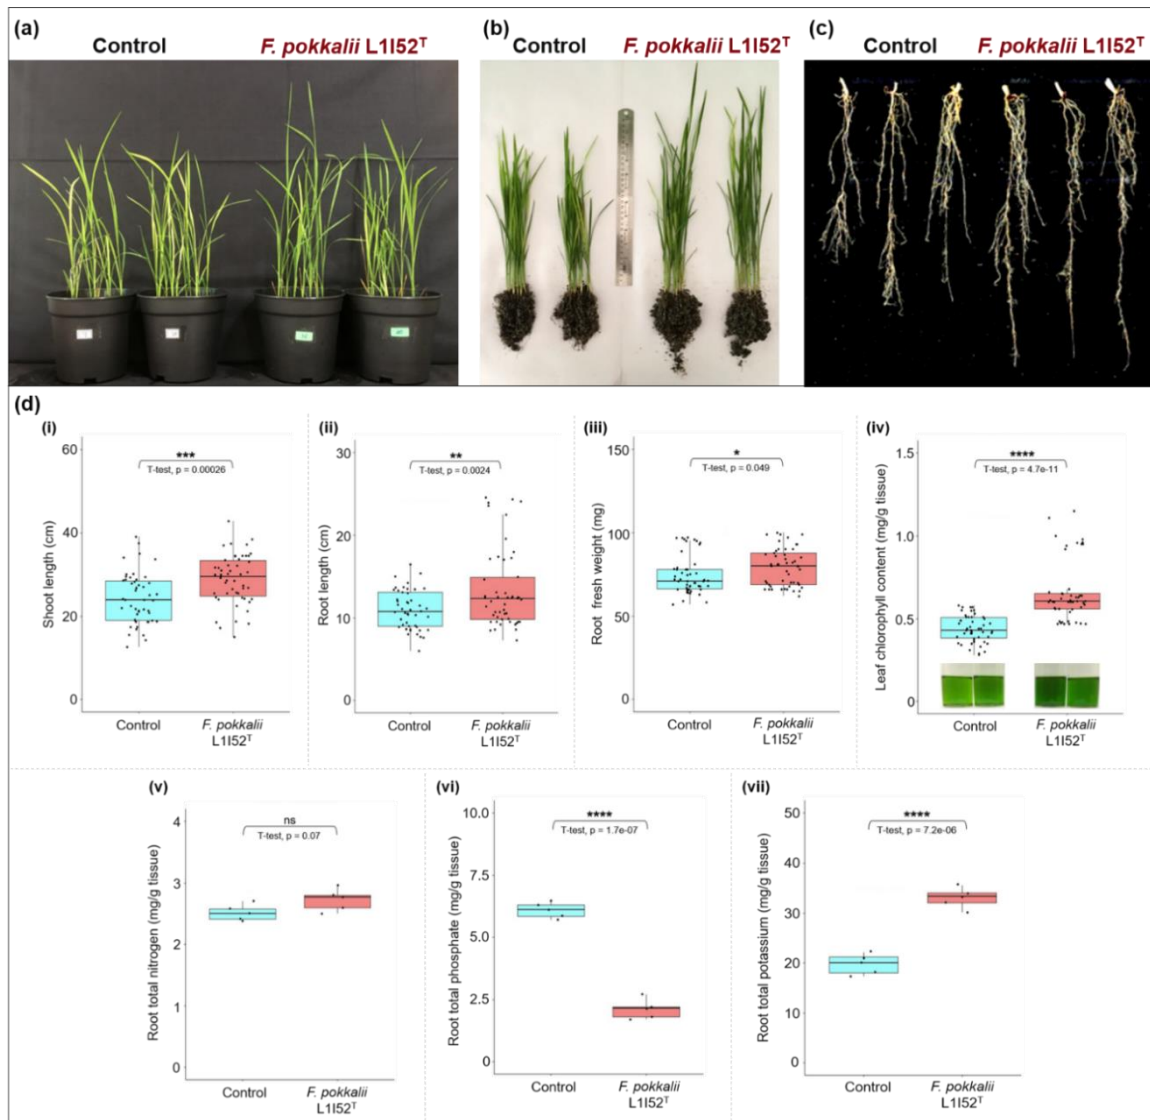 (a)
Control
F. pokkalii L1I52ᵀ
(b)
Control
F. pokkalii L1I52ᵀ
(c)
Control
F. pokkalii L1I52ᵀ
(d)
(i)
Shoot length (cm)
60
40
20
0
***
T-test, p = 0.00026
Control
F. pokkalii
L1I52ᵀ
(ii)
Root length (cm)
30
20
10
0
**
T-test, p = 0.0024
Control
F. pokkalii
L1I52ᵀ
(iii)
Root fresh weight (mg)
150
100
50
0
*
T-test, p = 0.049
Control
F. pokkalii
L1I52ᵀ
(iv)
Leaf chlorophyll content (mg/g tissue)
1.5
1.0
0.5
0
****
T-test, p = 4.7e-11
Control
F. pokkalii
L1I52ᵀ
(v)
Root total nitrogen (mg/g tissue)
4
3
2
1
0
ns
T-test, p = 0.07
Control
F. pokkalii
L1I52ᵀ
(vi)
Root total phosphate (mg/g tissue)
10.0
7.5
5.0
2.5
0
****
T-test, p = 1.7e-07
Control
F. pokkalii
L1I52ᵀ
(vii)
Root total potassium (mg/g tissue)
50
40
30
20
10
0
****
T-test, p = 7.2e-06
Control
F. pokkalii
L1I52ᵀ